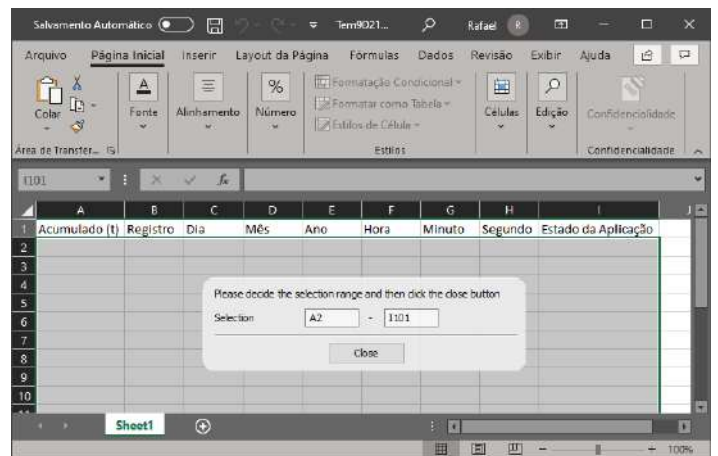 Salvamento Automático Tem9021... Rafael R
Arquivo Página Inicial Inserir Layout da Página Fórmulas Dados Revisão Exibir Ajuda
Colar Fonte Alinhamento Número Formatação Condicional Células Edição Confidencialidade
Formatar como Tabela
Estilos de Célula
Área de Transfer... Estilos Confidencialidade
I101 fx
A B C D E F G H I J
1 Acumulado (t) Registro Dia Mês Ano Hora Minuto Segundo Estado da Aplicação
2
3
4
5
6
7
8
9
10
Please decide the selection range and then click the close button
Selection A2 - I101
Close
Sheet1
100%